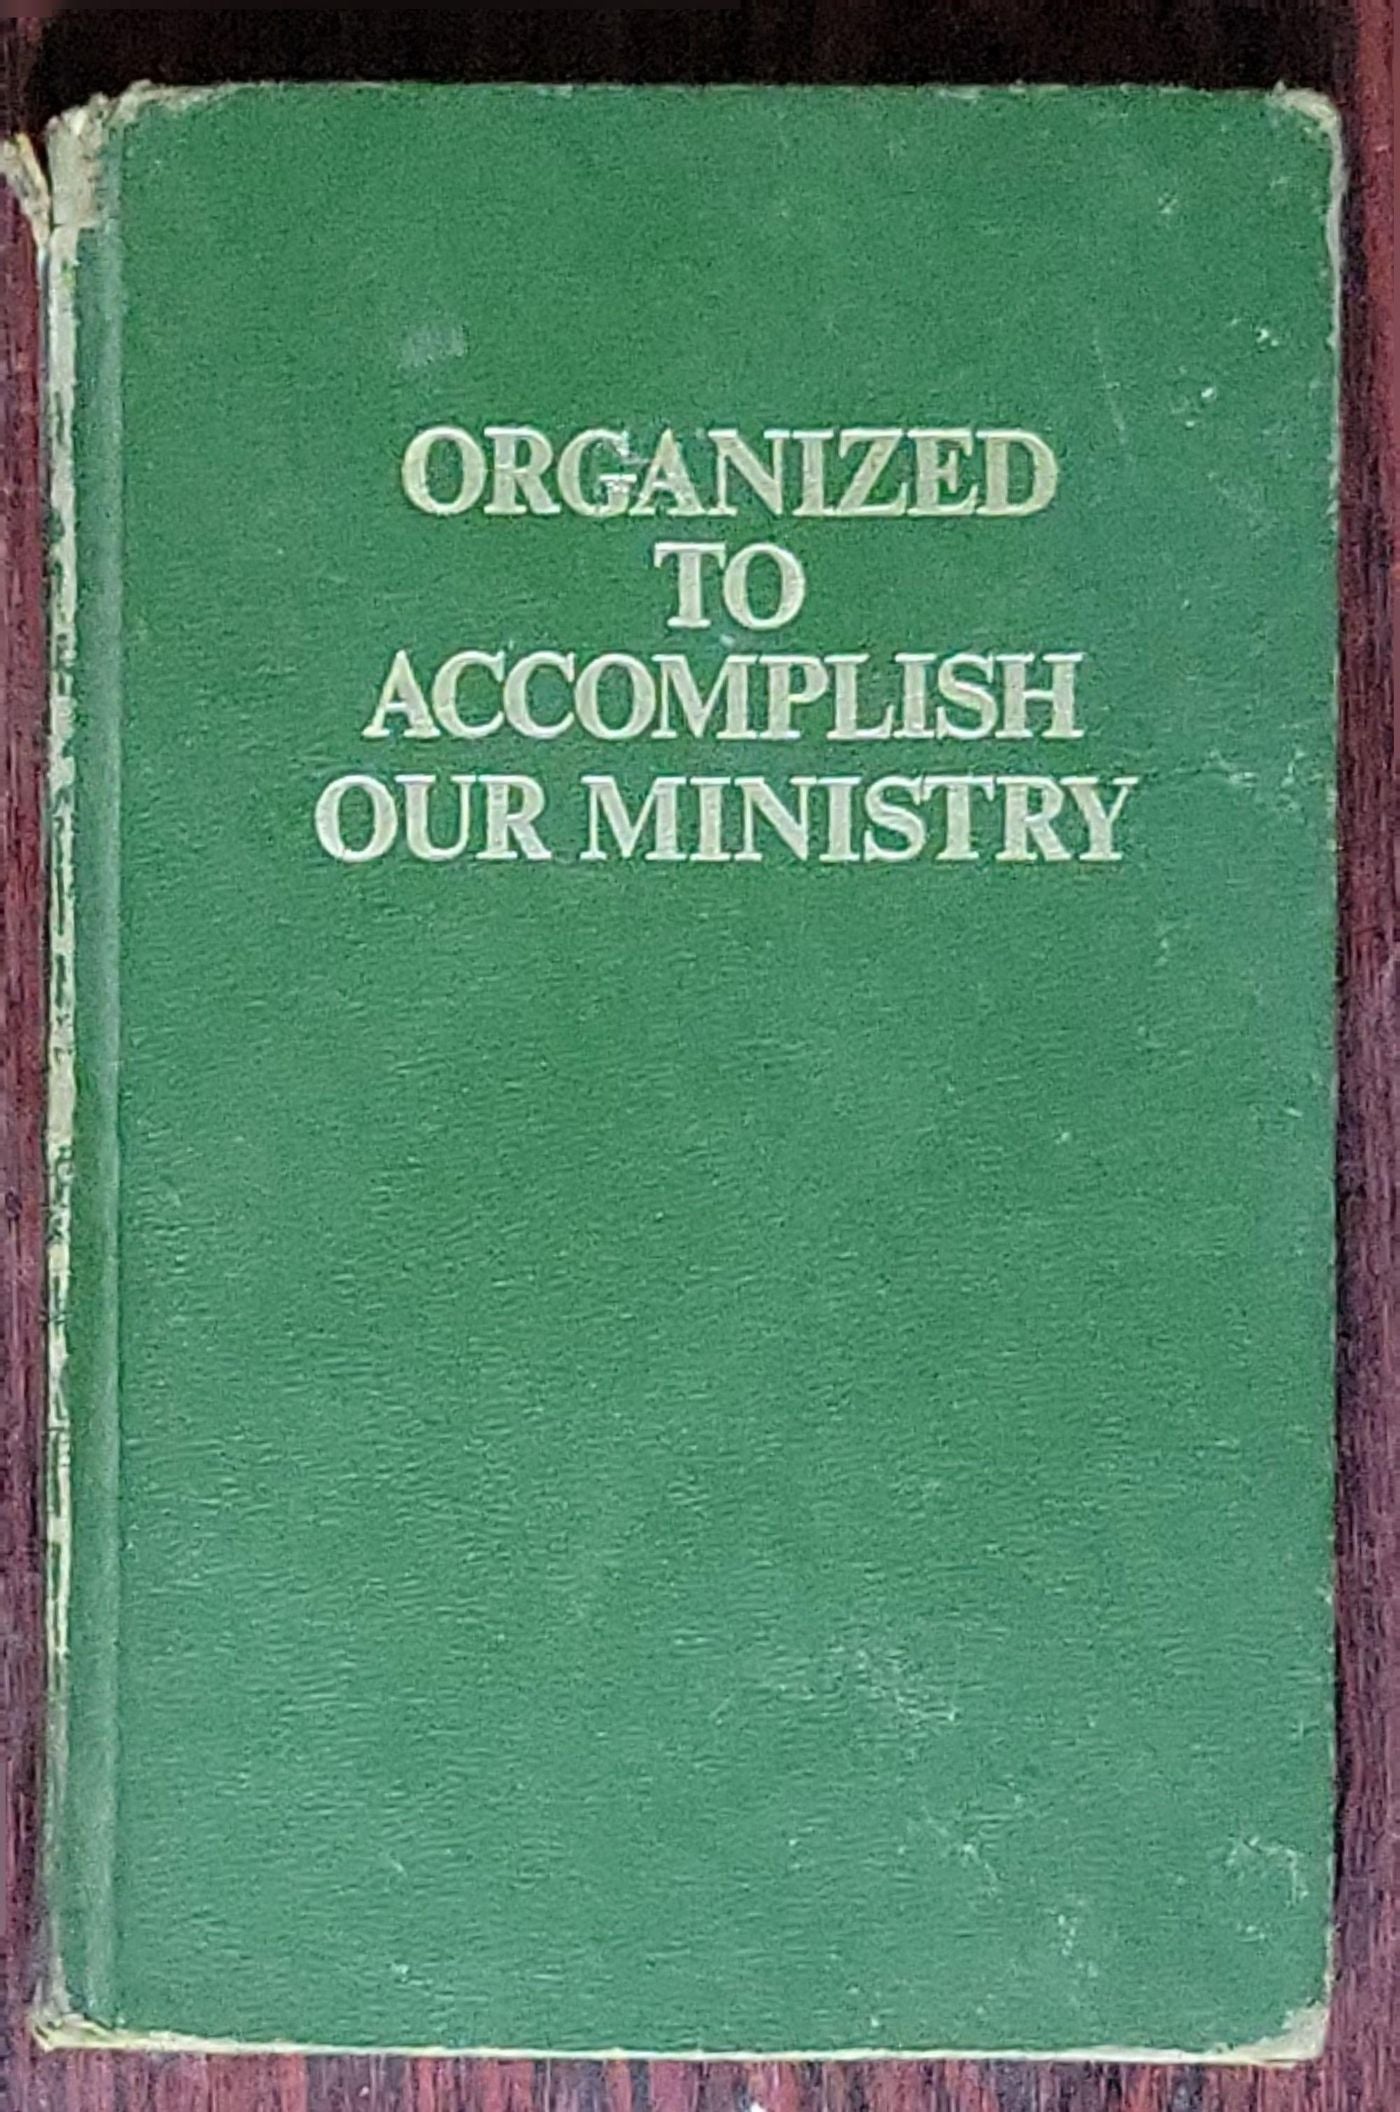 ORGANIZED
TO
ACCOMPLISH
OUR MINISTRY